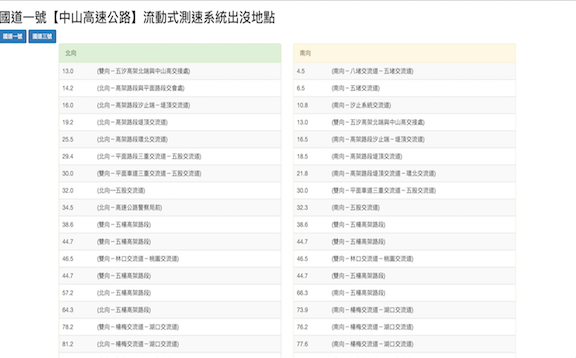 國道一號【中山高速公路】流動式測速系統出沒地點
國道一號 國道三號
北向
13.0 (雙向－五汐高架北端與中山高交接處)
14.2 (北向－高架路段與平面路段交會處)
16.0 (北向－高架路段汐止端－堤頂交流道)
19.2 (北向－高架路段堤頂交流道)
25.5 (北向－高架路段環北交流道)
29.4 (北向－平面路段三重交流道－五股交流道)
30.0 (雙向－平面車道三重交流道－五股交流道)
32.0 (北向－五股交流道)
34.5 (北向－高速公路警察局前)
38.6 (雙向－五楊高架路段)
44.7 (雙向－五楊高架路段)
46.5 (雙向－林口交流道－桃園交流道)
44.7 (雙向－五楊高架路段)
57.2 (北向－五楊高架路段)
64.3 (北向－五楊高架路段)
78.2 (雙向－楊梅交流道－湖口交流道)
81.2 (北向－楊梅交流道－湖口交流道)
南向
4.5 (南向－八堵交流道－五堵交流道)
6.5 (南向－五堵交流道)
10.8 (南向－汐止系統交流道)
13.0 (雙向－五汐高架北端與中山高交接處)
16.5 (南向－高架路段汐止端－堤頂交流道)
18.5 (南向－高架路段堤頂交流道)
21.8 (南向－高架路段堤頂交流道－環北交流道)
30.0 (雙向－平面車道三重交流道－五股交流道)
32.3 (南向－五股交流道)
38.6 (雙向－五楊高架路段)
44.7 (雙向－五楊高架路段)
46.5 (雙向－林口交流道－桃園交流道)
44.7 (雙向－五楊高架路段)
66.3 (南向－五楊高架路段)
73.9 (南向－楊梅交流道－湖口交流道)
76.2 (南向－楊梅交流道－湖口交流道)
77.6 (南向－楊梅交流道－湖口交流道)